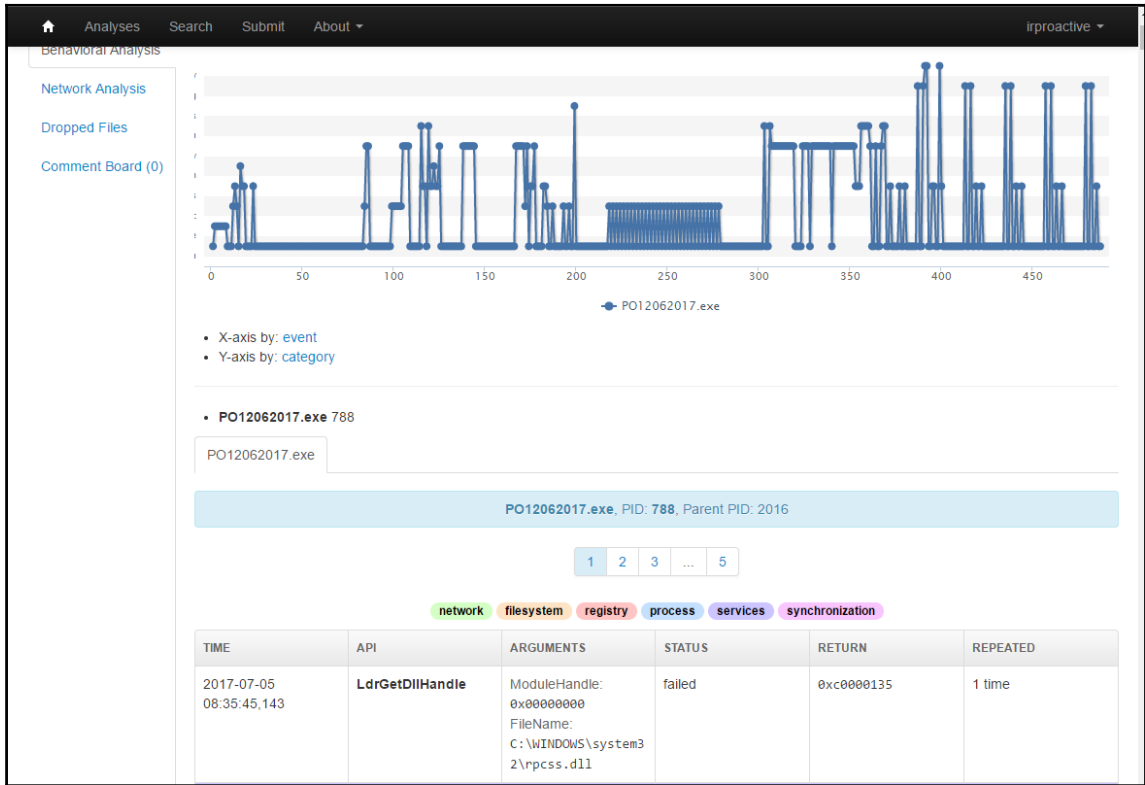 Analyses Search Submit About irproactive
Behavioral Analysis
Network Analysis
Dropped Files
Comment Board (0)
0 50 100 150 200 250 300 350 400 450
PO12062017.exe
X-axis by: event
Y-axis by: category
PO12062017.exe 788
PO12062017.exe
PO12062017.exe, PID: 788, Parent PID: 2016
1 2 3 ... 5
network filesystem registry process services synchronization
TIME API ARGUMENTS STATUS RETURN REPEATED
2017-07-05 LdrGetDllHandle ModuleHandle: failed 0xc0000135 1 time
08:35:45,143 0x00000000
FileName:
C:\WINDOWS\system3
2\rpcss.dll